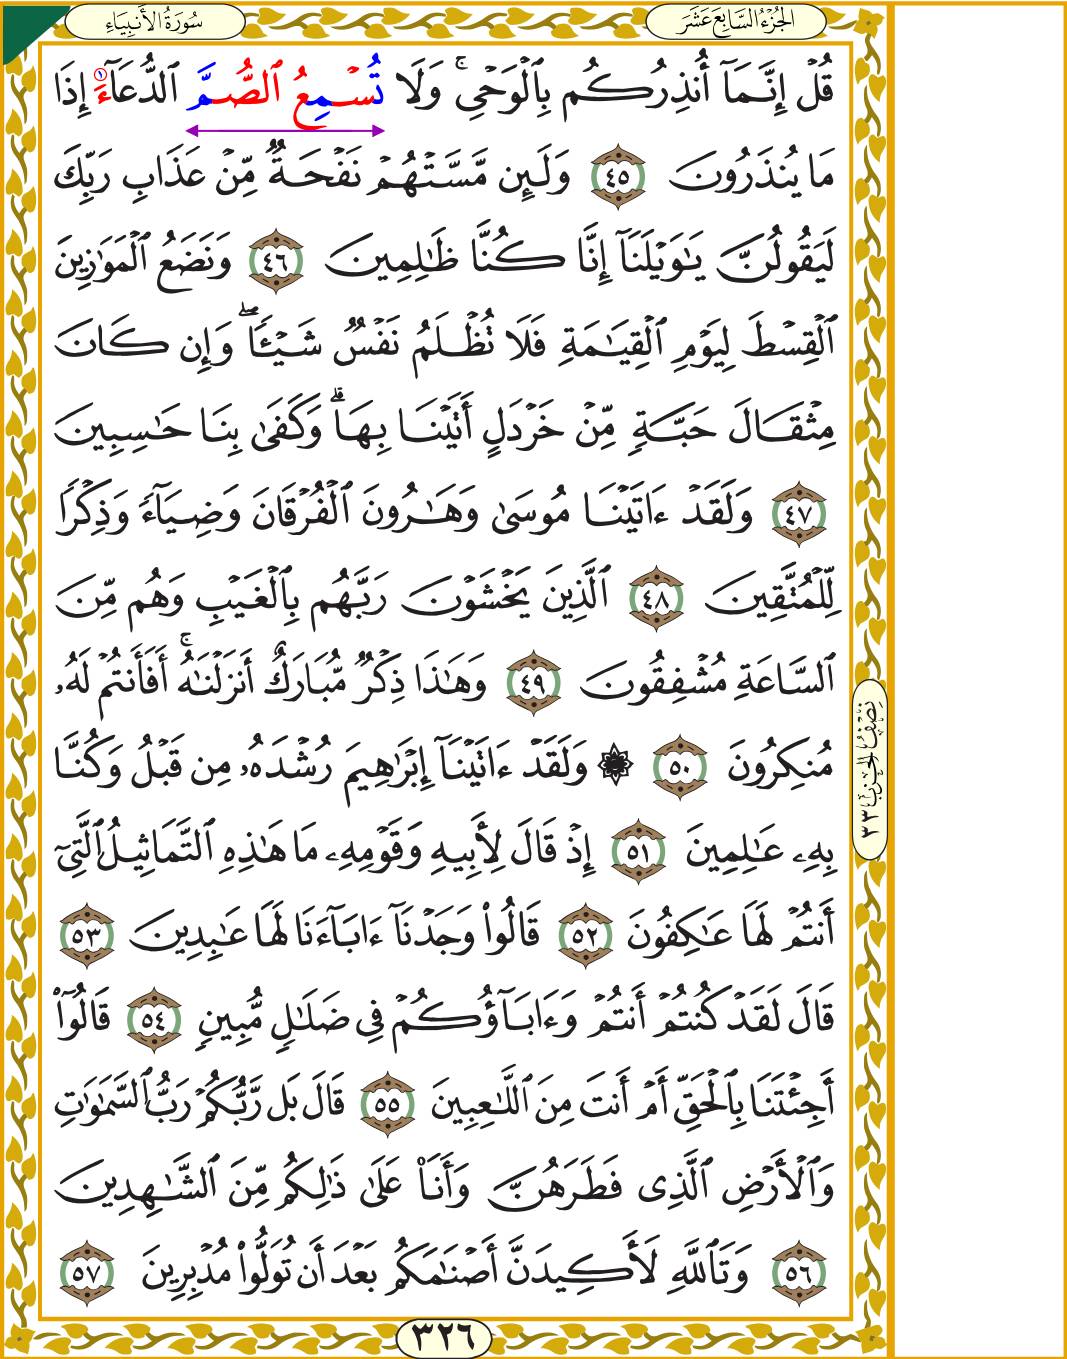 الجُزْءُ السَّابِعَ عَشَرَ
سُورَةُ الأَنبِيَاءِ
قُلۡ إِنَّمَآ أُنذِرُكُم بِٱلۡوَحۡيِۚ وَلَا تُسۡمِعُ ٱلصُّمَّ ٱلدُّعَآءَ ١ إِذَا
مَا يُنذَرُونَ ٤٥ وَلَئِن مَّسَّتۡهُمۡ نَفۡحَةٞ مِّنۡ عَذَابِ رَبِّكَ
لَيَقُولُنَّ يَٰوَيۡلَنَآ إِنَّا كُنَّا ظَٰلِمِينَ ٤٦ وَنَضَعُ ٱلۡمَوَٰزِينَ
ٱلۡقِسۡطَ لِيَوۡمِ ٱلۡقِيَٰمَةِ فَلَا تُظۡلَمُ نَفۡسٞ شَيۡـٔٗاۖ وَإِن كَانَ
مِثۡقَالَ حَبَّةٖ مِّنۡ خَرۡدَلٍ أَتَيۡنَا بِهَاۗ وَكَفَىٰ بِنَا حَٰسِبِينَ
٤٧ وَلَقَدۡ ءَاتَيۡنَا مُوسَىٰ وَهَٰرُونَ ٱلۡفُرۡقَانَ وَضِيَآءٗ وَذِكۡرٗا
لِّلۡمُتَّقِينَ ٤٨ ٱلَّذِينَ يَخۡشَوۡنَ رَبَّهُم بِٱلۡغَيۡبِ وَهُم مِّنَ
ٱلسَّاعَةِ مُشۡفِقُونَ ٤٩ وَهَٰذَا ذِكۡرٞ مُّبَارَكٌ أَنزَلۡنَٰهُۚ أَفَأَنتُمۡ لَهُۥ
مُنكِرُونَ ٥٠ ۞ وَلَقَدۡ ءَاتَيۡنَآ إِبۡرَٰهِيمَ رُشۡدَهُۥ مِن قَبۡلُ وَكُنَّا
بِهِۦ عَٰلِمِينَ ٥١ إِذۡ قَالَ لِأَبِيهِ وَقَوۡمِهِۦ مَا هَٰذِهِ ٱلتَّمَاثِيلُ ٱلَّتِيٓ
أَنتُمۡ لَهَا عَٰكِفُونَ ٥٢ قَالُواْ وَجَدۡنَآ ءَابَآءَنَا لَهَا عَٰبِدِينَ ٥٣
قَالَ لَقَدۡ كُنتُمۡ أَنتُمۡ وَءَابَآؤُكُمۡ فِي ضَلَٰلٖ مُّبِينٖ ٥٤ قَالُوٓاْ
أَجِئۡتَنَا بِٱلۡحَقِّ أَمۡ أَنتَ مِنَ ٱللَّٰعِبِينَ ٥٥ قَالَ بَل رَّبُّكُمۡ رَبُّ ٱلسَّمَٰوَٰتِ
وَٱلۡأَرۡضِ ٱلَّذِي فَطَرَهُنَّ وَأَنَا۠ عَلَىٰ ذَٰلِكُم مِّنَ ٱلشَّٰهِدِينَ
٥٦ وَتَٱللَّهِ لَأَكِيدَنَّ أَصۡنَٰمَكُم بَعۡدَ أَن تُوَلُّواْ مُدۡبِرِينَ ٥٧
نِصْفُ الحِزْب ٣٣
٣٢٦